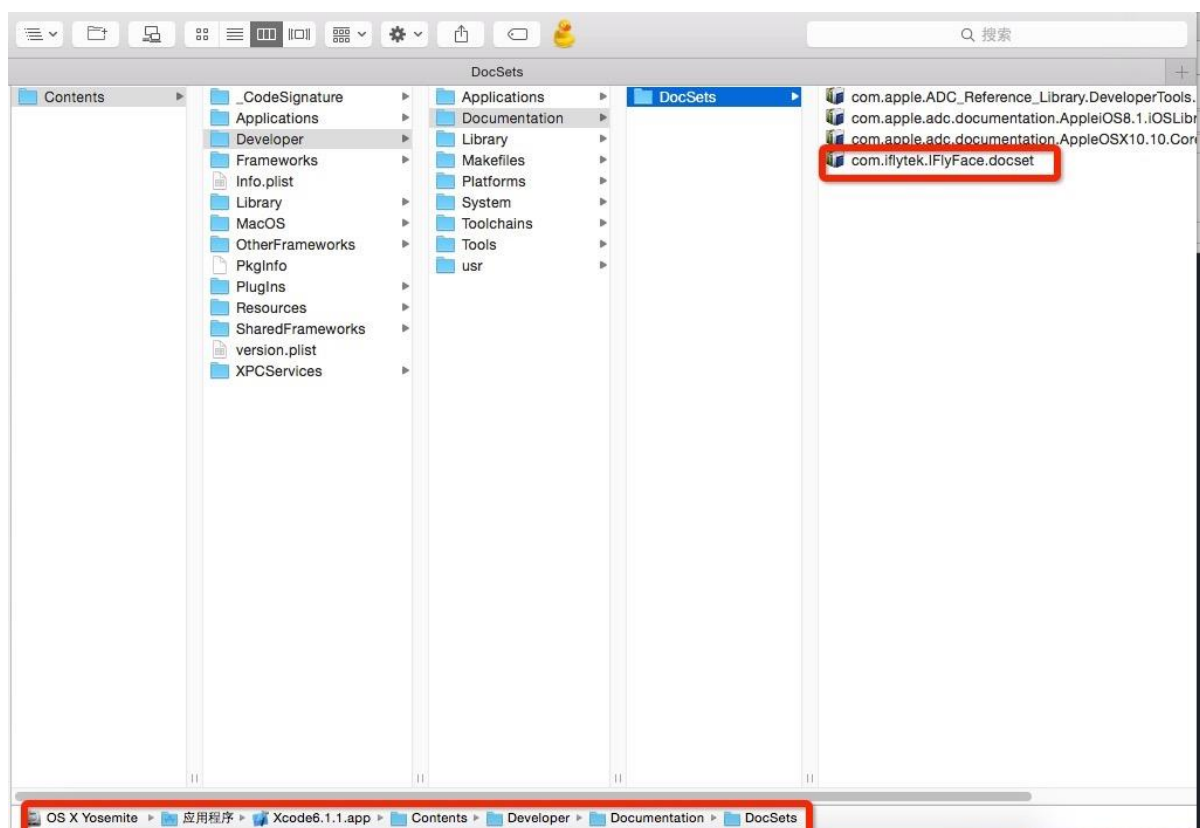 搜索
DocSets
Contents
_CodeSignature
Applications
Developer
Frameworks
Info.plist
Library
MacOS
OtherFrameworks
PkgInfo
PlugIns
Resources
SharedFrameworks
version.plist
XPCServices
Applications
Documentation
Library
Makefiles
Platforms
System
Toolchains
Tools
usr
DocSets
com.apple.ADC_Reference_Library.DeveloperTools.
com.apple.adc.documentation.AppleiOS8.1.iOSLibr
com.apple.adc.documentation.AppleOSX10.10.Core
com.iflytek.IFlyFace.docset
OS X Yosemite ▸ 应用程序 ▸ Xcode6.1.1.app ▸ Contents ▸ Developer ▸ Documentation ▸ DocSets